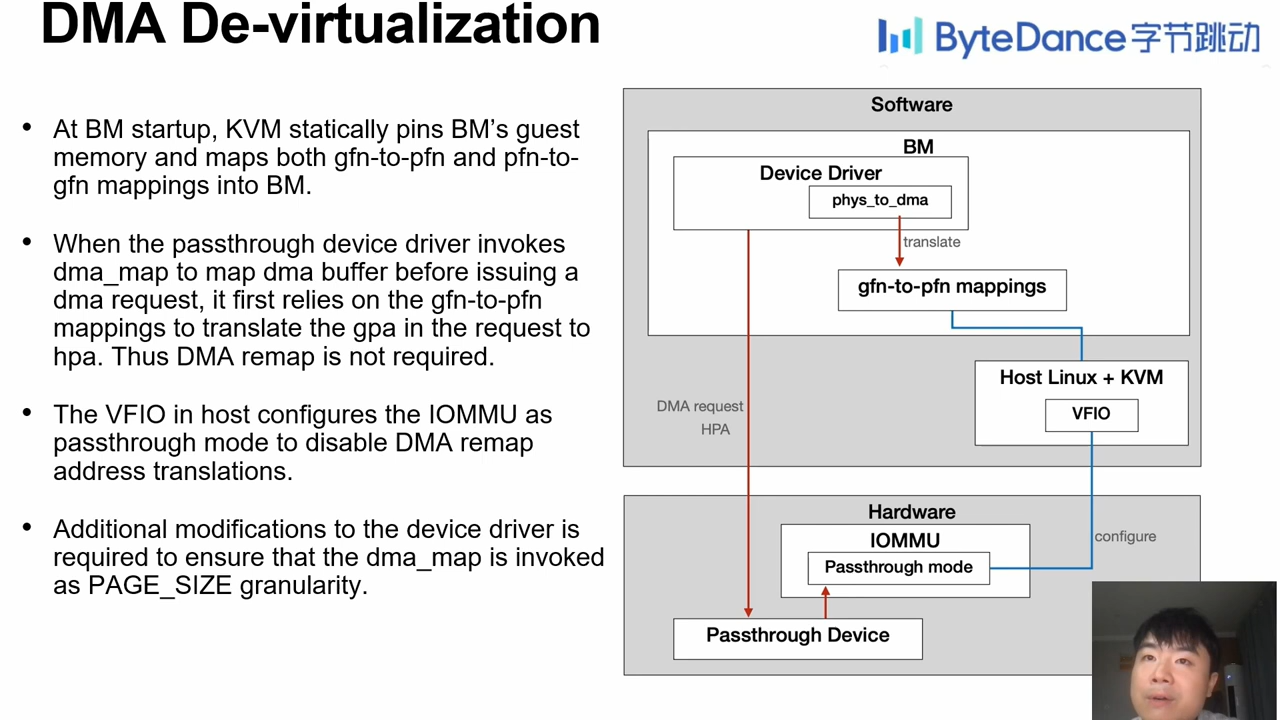 DMA De-virtualization
ByteDance字节跳动
• At BM startup, KVM statically pins BM's guest
memory and maps both gfn-to-pfn and pfn-to-
gfn mappings into BM.
• When the passthrough device driver invokes
dma_map to map dma buffer before issuing a
dma request, it first relies on the gfn-to-pfn
mappings to translate the gpa in the request to
hpa. Thus DMA remap is not required.
• The VFIO in host configures the IOMMU as
passthrough mode to disable DMA remap
address translations.
• Additional modifications to the device driver is
required to ensure that the dma_map is invoked
as PAGE_SIZE granularity.
Software
BM
Device Driver
phys_to_dma
translate
gfn-to-pfn mappings
Host Linux + KVM
VFIO
DMA request
HPA
Hardware
IOMMU
Passthrough mode
configure
Passthrough Device